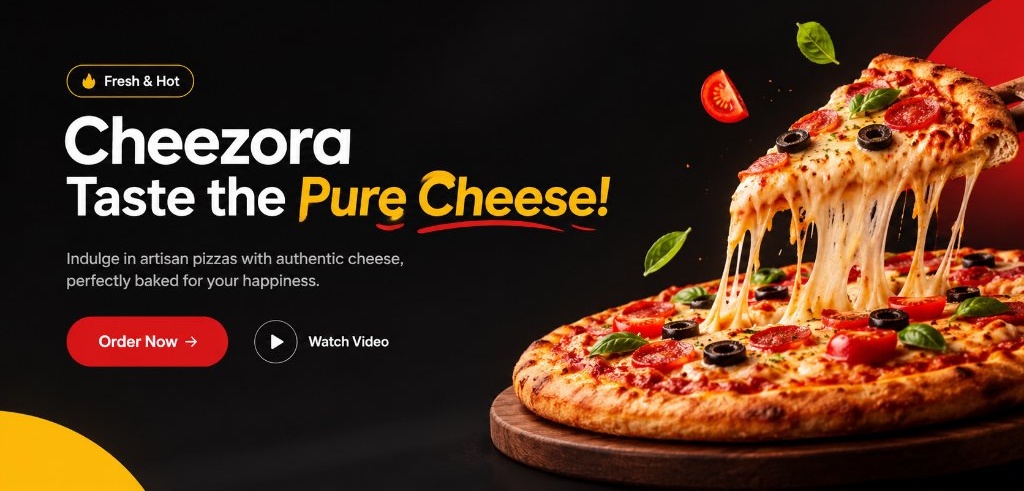 Fresh & Hot
Cheezora
Taste the Pure Cheese!
Indulge in artisan pizzas with authentic cheese,
perfectly baked for your happiness.
Order Now →
Watch Video